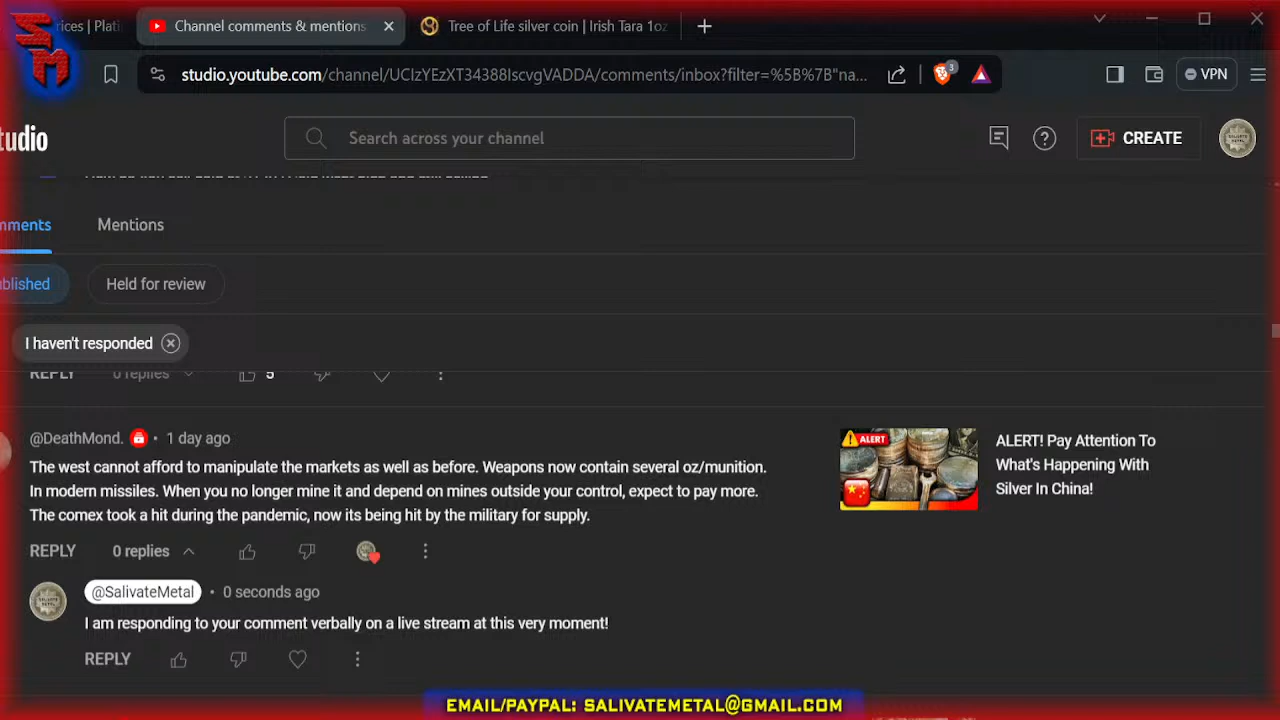 SM
rices | Plati
Channel comments & mentions
Tree of Life silver coin | Irish Tara 1oz
studio.youtube.com/channel/UCIzYEzXT34388IscvgVADDA/comments/inbox?filter=%5B%7B"na...
3
VPN
tudio
Search across your channel
CREATE
mments
Mentions
ublished
Held for review
I haven't responded
REPLY 0 replies 5
@DeathMond. • 1 day ago
The west cannot afford to manipulate the markets as well as before. Weapons now contain several oz/munition.
In modern missiles. When you no longer mine it and depend on mines outside your control, expect to pay more.
The comex took a hit during the pandemic, now its being hit by the military for supply.
ALERT
ALERT! Pay Attention To
What's Happening With
Silver In China!
REPLY 0 replies
@SalivateMetal • 0 seconds ago
I am responding to your comment verbally on a live stream at this very moment!
REPLY
EMAIL/PAYPAL: SALIVATEMETAL@GMAIL.COM